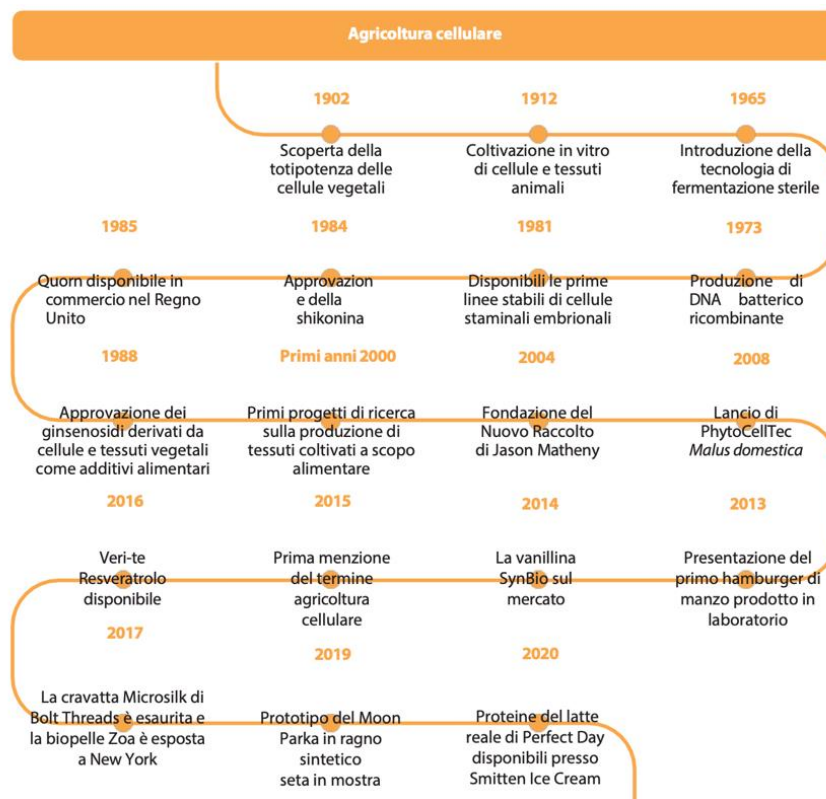 Agricoltura cellulare
1902
Scoperta della
totipotenza delle
cellule vegetali
1912
Coltivazione in vitro
di cellule e tessuti
animali
1965
Introduzione della
tecnologia di
fermentazione sterile
1973
Produzione di
DNA batterico
ricombinante
1981
Disponibili le prime
linee stabili di cellule
staminali embrionali
1984
Approvazion
e della
shikonina
1985
Quorn disponibile in
commercio nel Regno
Unito
1988
Approvazione dei
ginsenosidi derivati da
cellule e tessuti vegetali
come additivi alimentari
Primi anni 2000
Primi progetti di ricerca
sulla produzione di
tessuti coltivati a scopo
alimentare
2004
Fondazione del
Nuovo Raccolto
di Jason Matheny
2008
Lancio di
PhytoCellTec
Malus domestica
2013
Presentazione del
primo hamburger di
manzo prodotto in
laboratorio
2014
La vanillina
SynBio sul
mercato
2015
Prima menzione
del termine
agricoltura
cellulare
2016
Veri-te
Resveratrolo
disponibile
2017
La cravatta Microsilk di
Bolt Threads è esaurita e
la biopelle Zoa è esposta
a New York
2019
Prototipo del Moon
Parka in ragno
sintetico
seta in mostra
2020
Proteine del latte
reale di Perfect Day
disponibili presso
Smitten Ice Cream